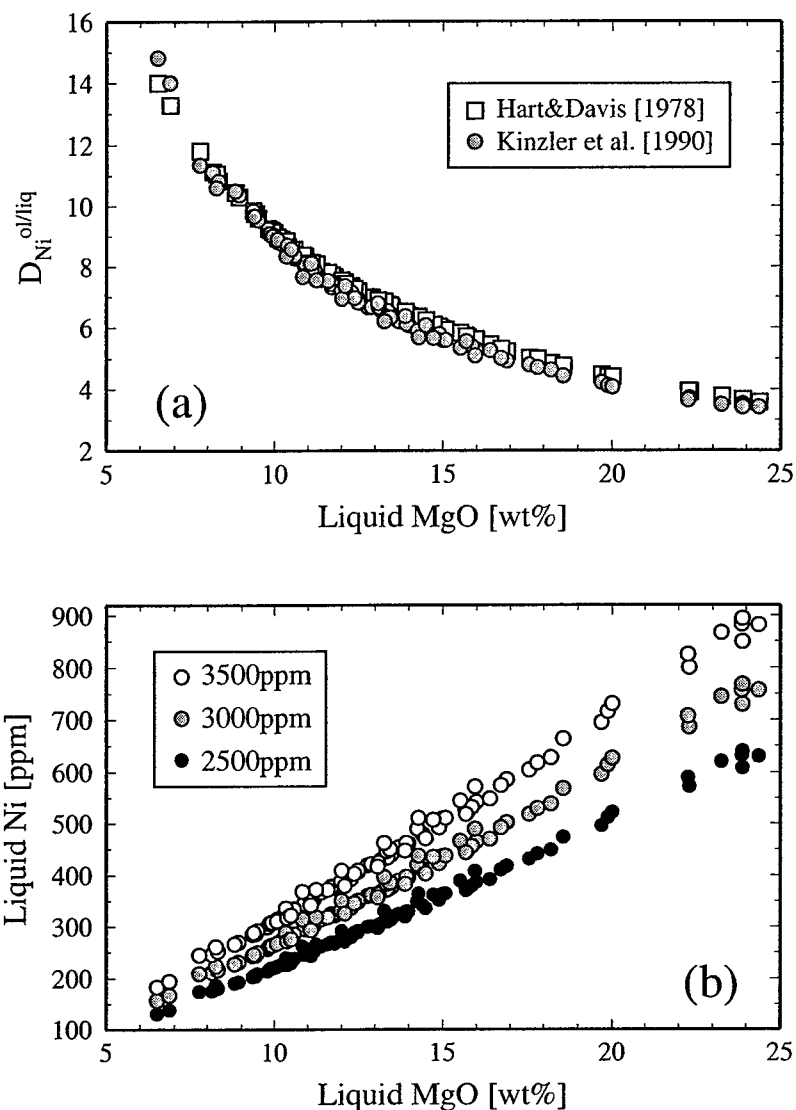 16
14
12
10
8
6
4
2
D_Ni^ol/liq
Hart&Davis [1978]
Kinzler et al. [1990]
(a)
5 10 15 20 25
Liquid MgO [wt%]
900
800
700
600
500
400
300
200
100
Liquid Ni [ppm]
3500ppm
3000ppm
2500ppm
(b)
5 10 15 20 25
Liquid MgO [wt%]